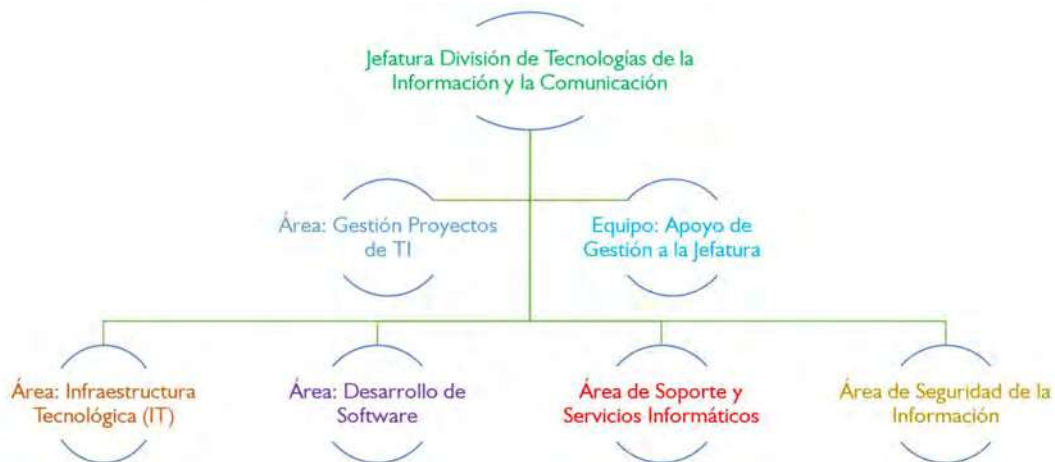 Jefatura División de Tecnologías de la
Información y la Comunicación
Área: Gestión Proyectos
de TI
Equipo: Apoyo de
Gestión a la Jefatura
Área: Infraestructura
Tecnológica (IT)
Área: Desarrollo de
Software
Área de Soporte y
Servicios Informáticos
Área de Seguridad de la
Información